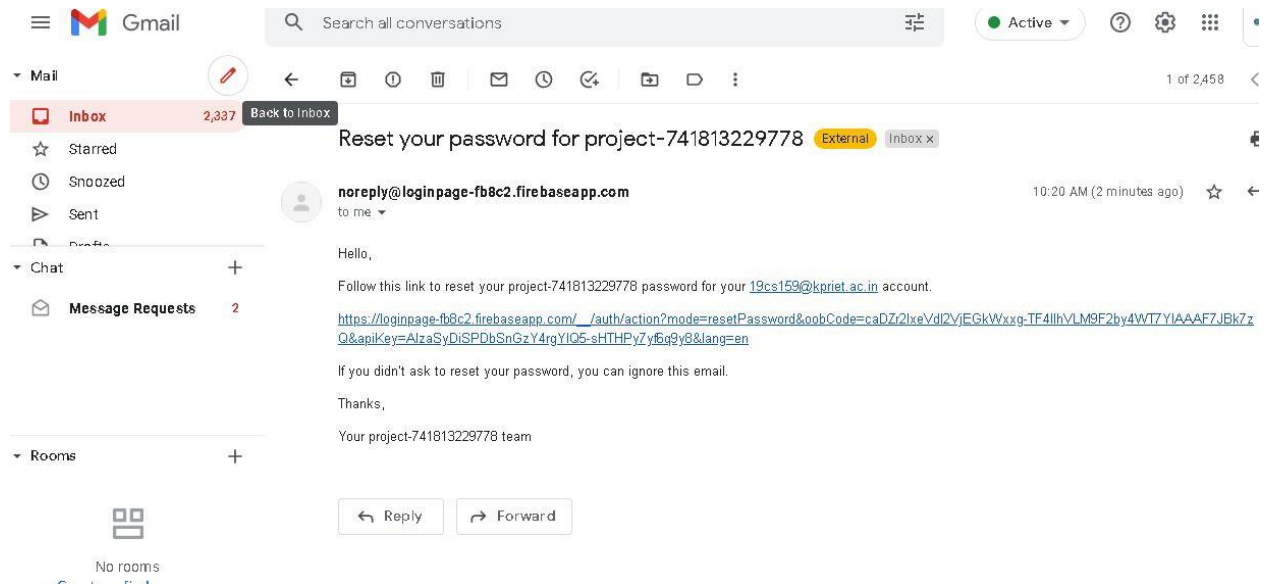 Gmail
Search all conversations
Active
Mail
1 of 2,458
Inbox 2,337
Back to Inbox
Reset your password for project-741813229778 External Inbox x
Starred
Snoozed
noreply@loginpage-fb8c2.firebaseapp.com 10:20 AM (2 minutes ago)
to me
Sent
Drafts
Hello,
Chat
Follow this link to reset your project-741813229778 password for your 19cs159@kpriet.ac.in account.
Message Requests 2
https://loginpage-fb8c2.firebaseapp.com/__/auth/action?mode=resetPassword&oobCode=caDZr2IxeVdI2VjEGkWxxg-TF4IIhVLM9F2by4WT7YIAAAF7JBk7z
Q&apiKey=AIzaSyDiSPDbSnGzY4rgYIQ5-sHTHPy7yf6q9y8&lang=en
If you didn't ask to reset your password, you can ignore this email.
Thanks,
Your project-741813229778 team
Rooms
Reply
Forward
No rooms